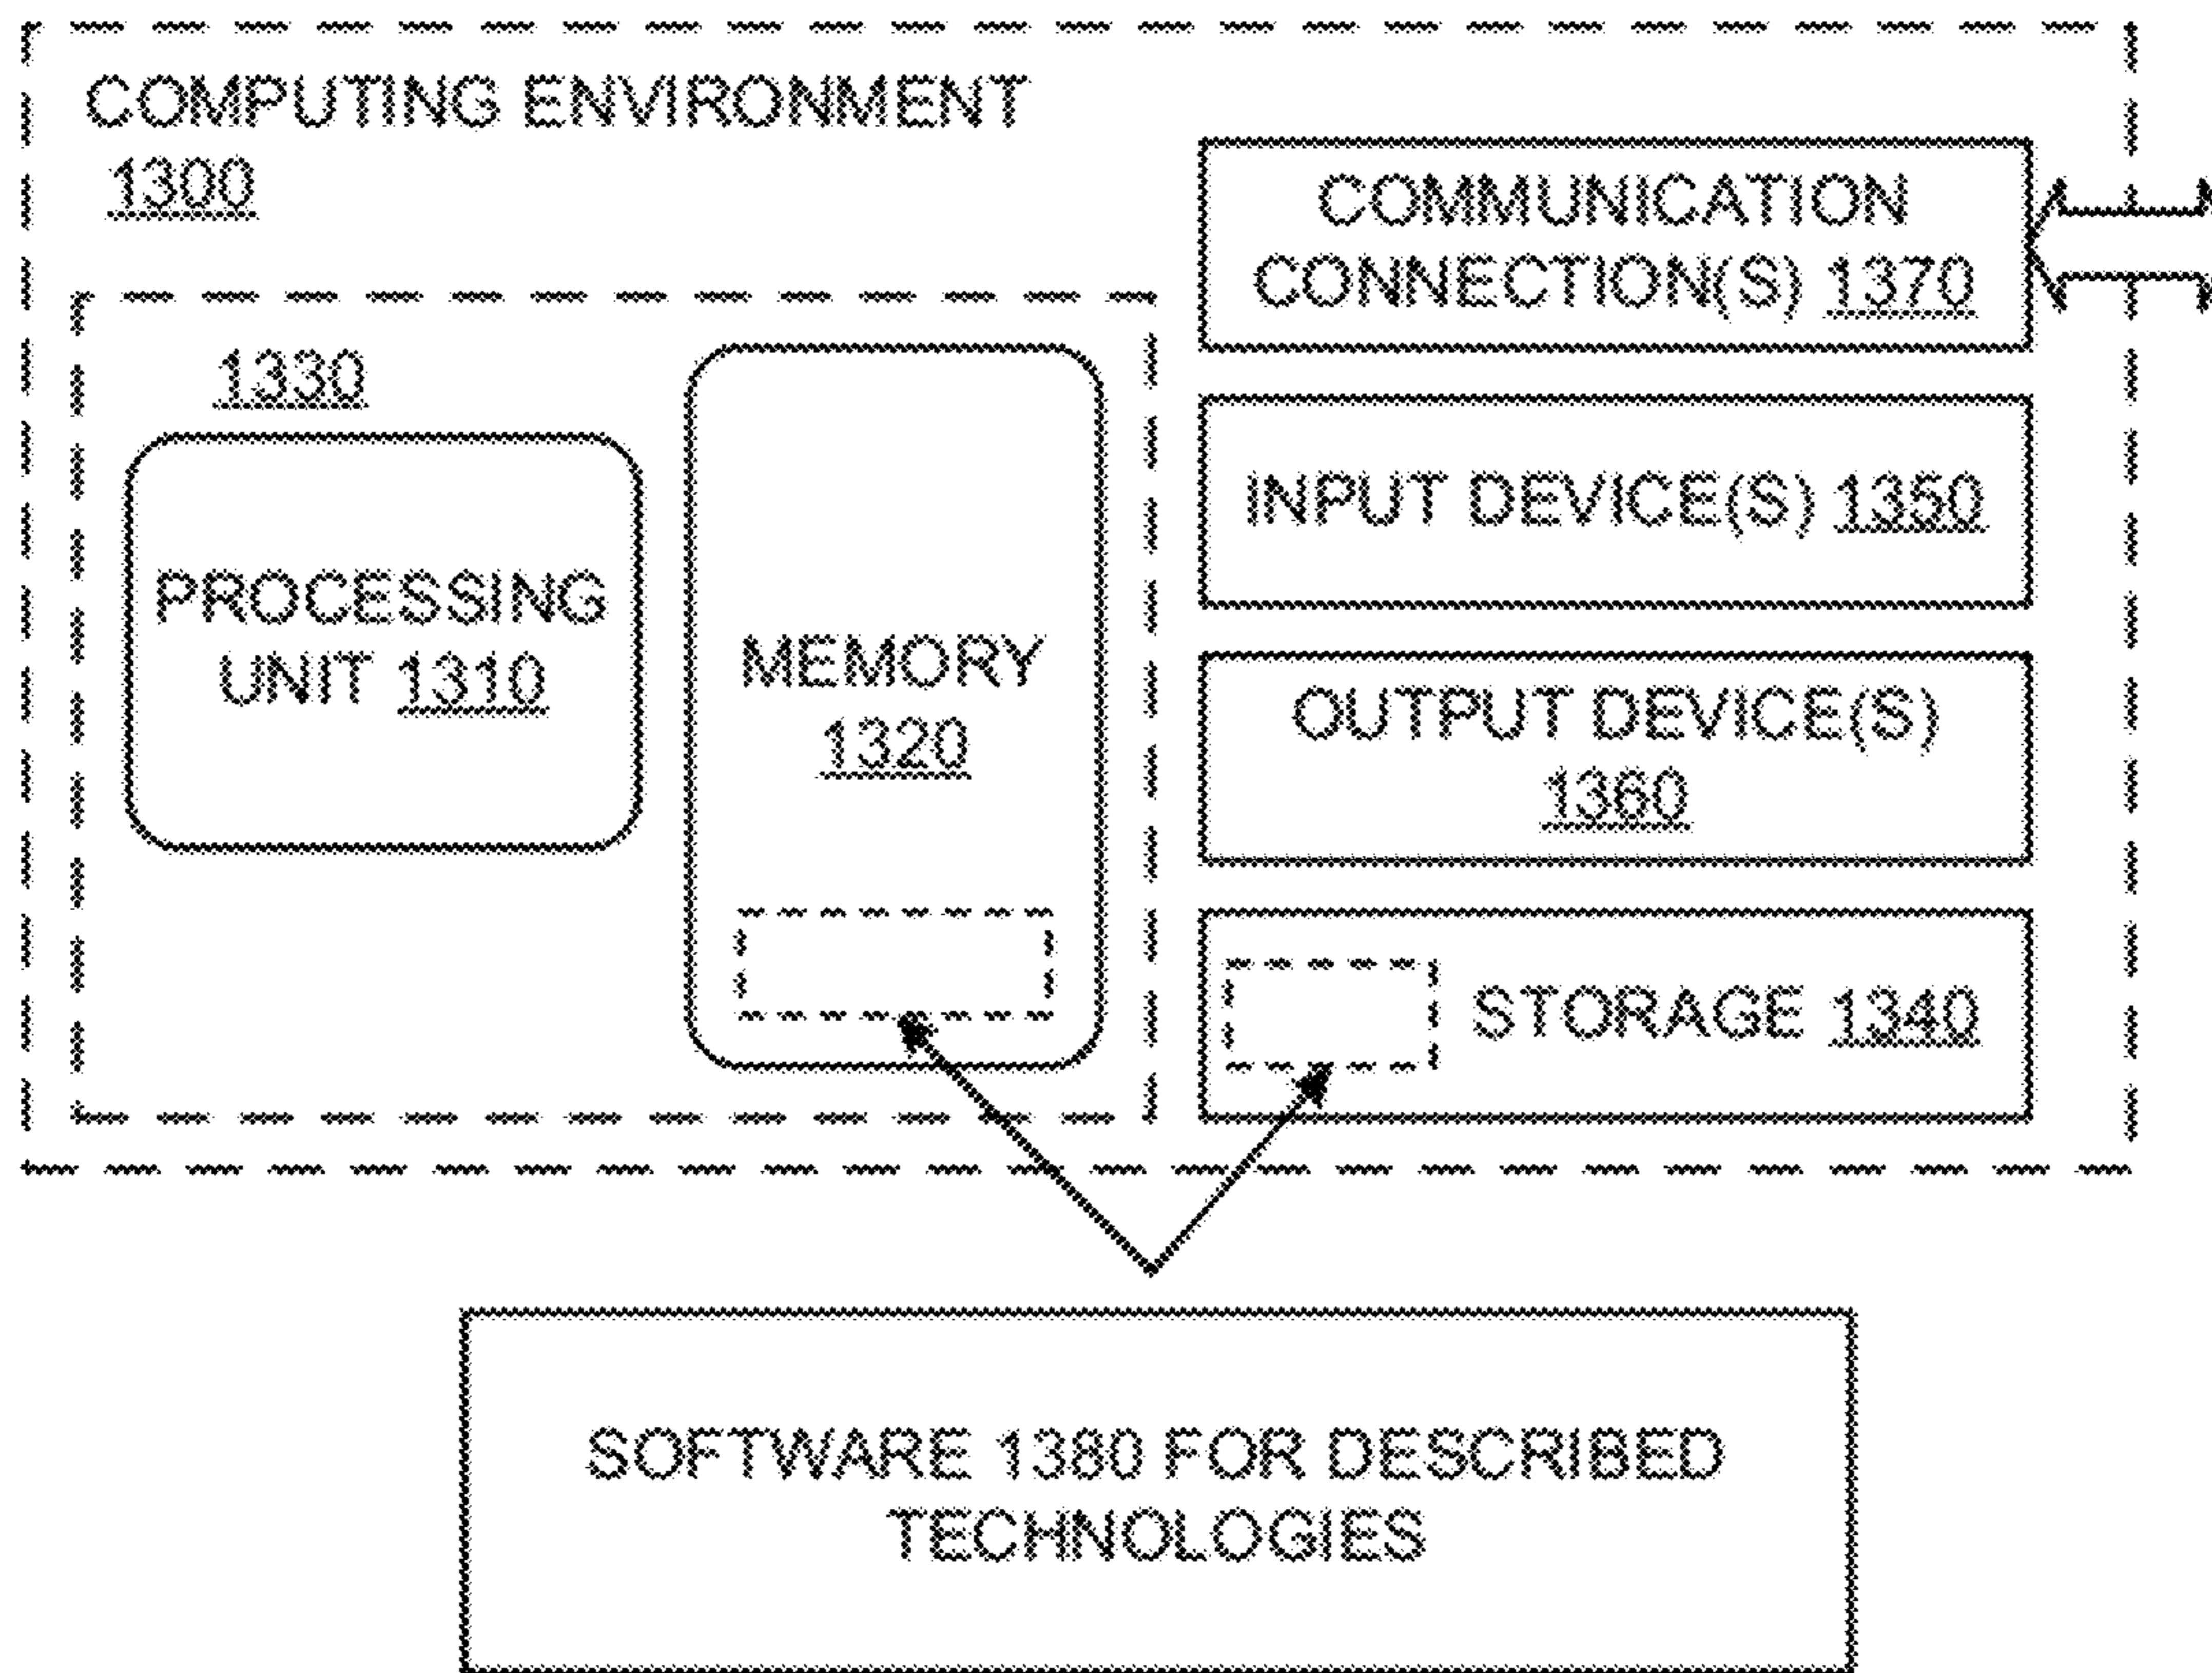 COMPUTING ENVIRONMENT
1300
COMMUNICATION
CONNECTION(S) 1370
1330
INPUT DEVICE(S) 1350
PROCESSING
UNIT 1310
MEMORY
1320
OUTPUT DEVICE(S)
1360
STORAGE 1340
SOFTWARE 1380 FOR DESCRIBED
TECHNOLOGIES